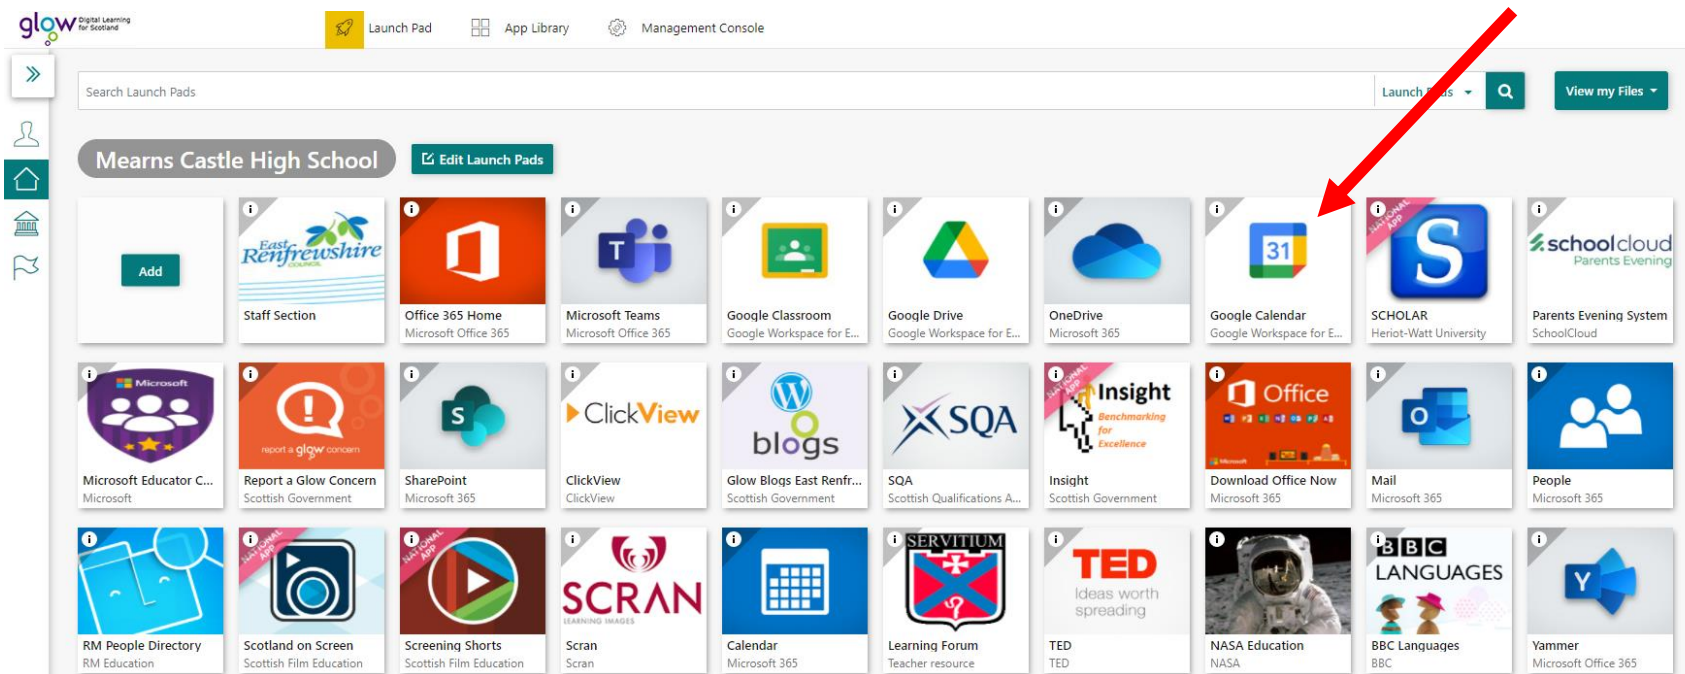 glow Digital Learning
for Scotland
Launch Pad
App Library
Management Console
Search Launch Pads
Launch Pads
View my Files
Mearns Castle High School
Edit Launch Pads
Add
East
Renfrewshire
COUNCIL
Staff Section
Office 365 Home
Microsoft Office 365
T
Microsoft Teams
Microsoft Office 365
Google Classroom
Google Workspace for E...
Google Drive
Google Workspace for E...
OneDrive
Microsoft 365
31
Google Calendar
Google Workspace for E...
NATIONAL APP
S
SCHOLAR
Heriot-Watt University
schoolcloud
Parents Evening
Parents Evening System
SchoolCloud
Microsoft
Microsoft Educator C...
Microsoft
report a glow concern
Report a Glow Concern
Scottish Government
S
SharePoint
Microsoft 365
ClickView
ClickView
ClickView
blogs
Glow Blogs East Renfr...
Scottish Government
SQA
SQA
Scottish Qualifications A...
NATIONAL APP
Insight
Benchmarking
for
Excellence
Insight
Scottish Government
Office
Microsoft
Download Office Now
Microsoft 365
O
Mail
Microsoft 365
People
Microsoft 365
RM People Directory
RM Education
NATIONAL APP
Scotland on Screen
Scottish Film Education
NATIONAL APP
Screening Shorts
Scottish Film Education
SCRAN
LEARNING IMAGES
Scran
Scran
Calendar
Microsoft 365
SERVITIUM
Learning Forum
Teacher resource
TED
Ideas worth
spreading
TED
TED
NASA Education
NASA
BBC
LANGUAGES
BBC Languages
BBC
Y
Yammer
Microsoft Office 365